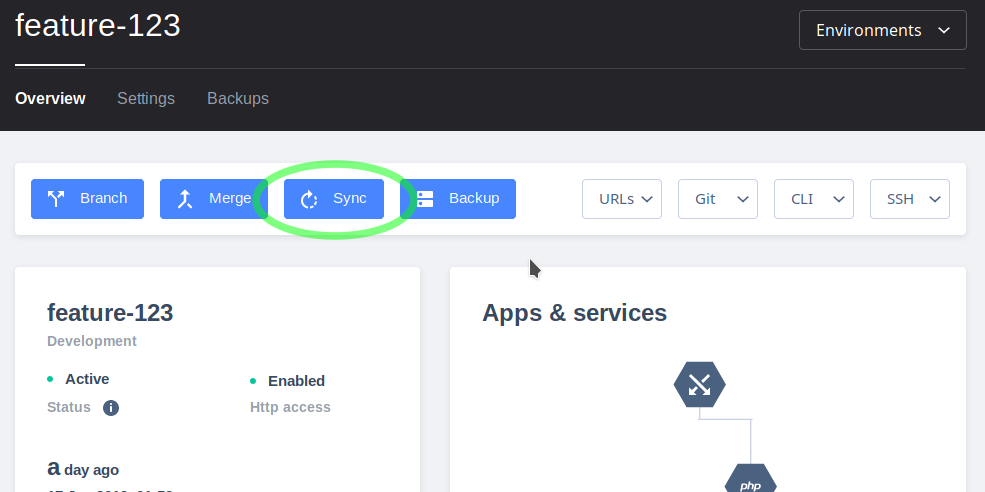 feature-123
Environments
Overview Settings Backups
Branch Merge Sync Backup URLs Git CLI SSH
feature-123
Development
Active Enabled
Status Http access
a day ago
Apps & services
php